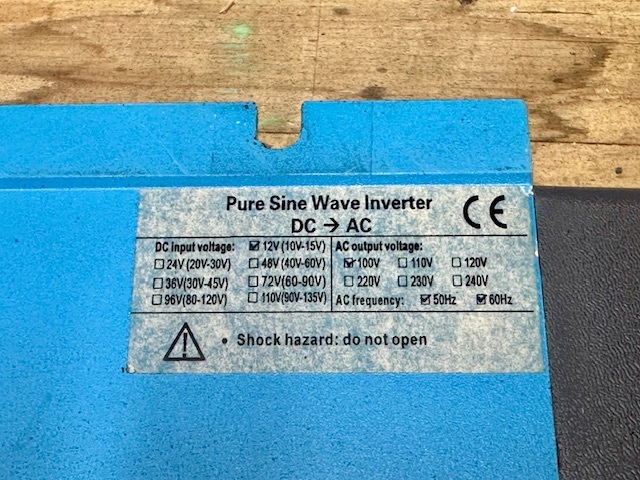 Pure Sine Wave Inverter
DC → AC
CE
DC Input voltage: ☑12V(10V-15V)
☐24V(20V-30V) ☐48V(40V-60V)
☐36V(30V-45V) ☐72V(60-90V)
☐96V(80-120V) ☐110V(90V-135V)
AC output voltage:
☑100V ☐110V ☐120V
☐220V ☐230V ☐240V
AC frequency: ☑50Hz ☑60Hz
• Shock hazard: do not open